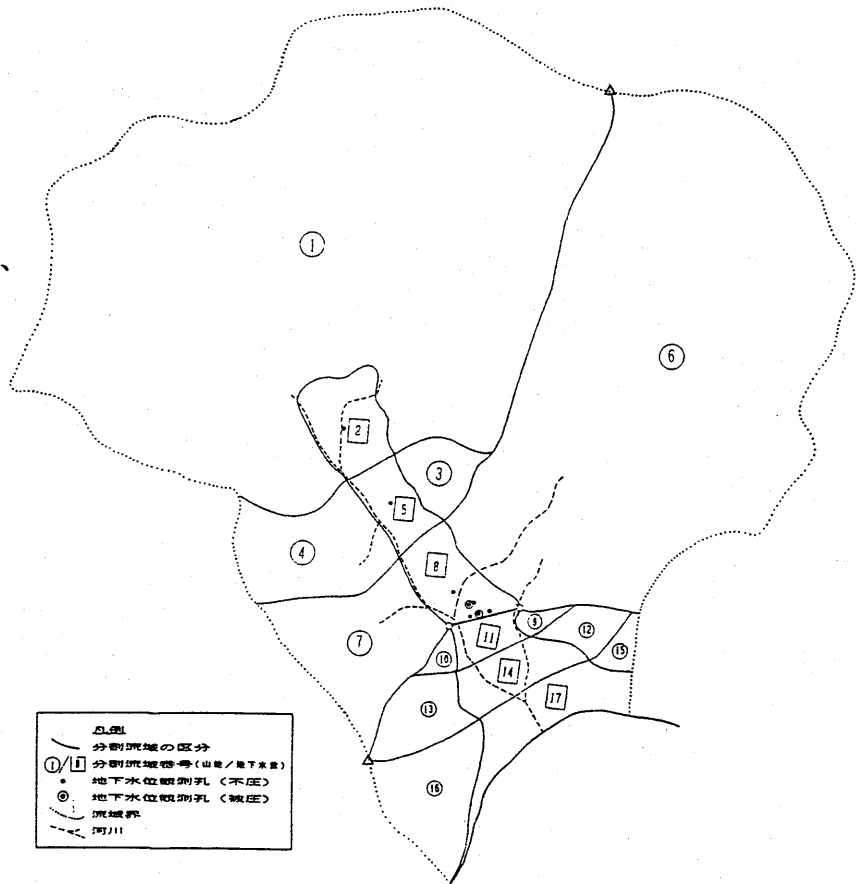 ①
⑥
2
③
5
④
8
⑦
⑨
⑫
11
⑩
⑮
14
17
⑬
⑯
凡例
分割流域の区分
①/8 分割流域番号(山地/地下水盆)
地下水位観測孔 (不圧)
地下水位観測孔 (被圧)
流域界
河川